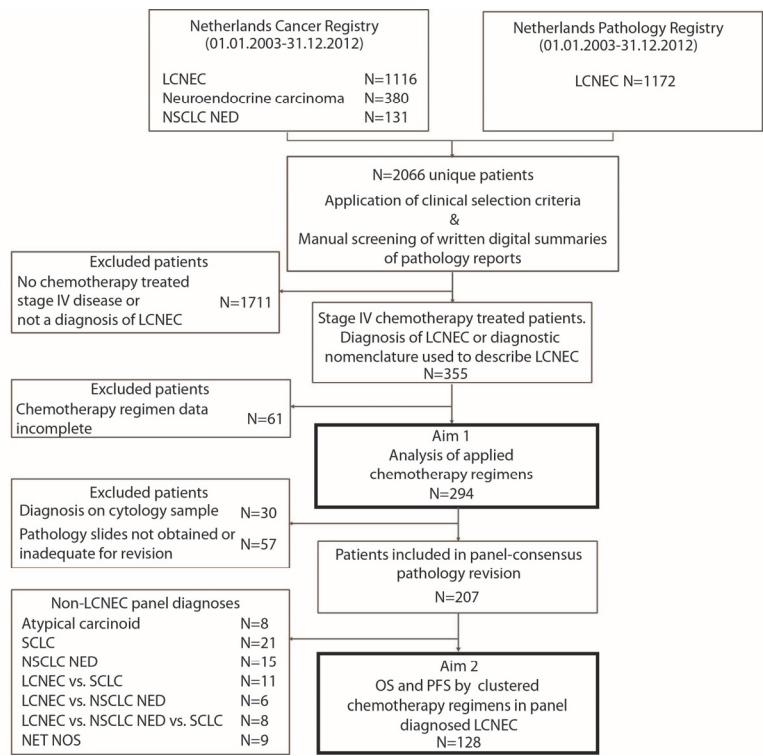 Netherlands Cancer Registry
(01.01.2003-31.12.2012)
LCNEC N=1116
Neuroendocrine carcinoma N=380
NSCLC NED N=131
Netherlands Pathology Registry
(01.01.2003-31.12.2012)
LCNEC N=1172
N=2066 unique patients
Application of clinical selection criteria
&
Manual screening of written digital summaries
of pathology reports
Excluded patients
No chemotherapy treated
stage IV disease or N=1711
not a diagnosis of LCNEC
Stage IV chemotherapy treated patients.
Diagnosis of LCNEC or diagnostic
nomenclature used to describe LCNEC
N=355
Excluded patients
Chemotherapy regimen data
incomplete N=61
Aim 1
Analysis of applied
chemotherapy regimens
N=294
Excluded patients
Diagnosis on cytology sample N=30
Pathology slides not obtained or
inadequate for revision N=57
Patients included in panel-consensus
pathology revision
N=207
Non-LCNEC panel diagnoses
Atypical carcinoid N=8
SCLC N=21
NSCLC NED N=15
LCNEC vs. SCLC N=11
LCNEC vs. NSCLC NED N=6
LCNEC vs. NSCLC NED vs. SCLC N=8
NET NOS N=9
Aim 2
OS and PFS by clustered
chemotherapy regimens in panel
diagnosed LCNEC
N=128